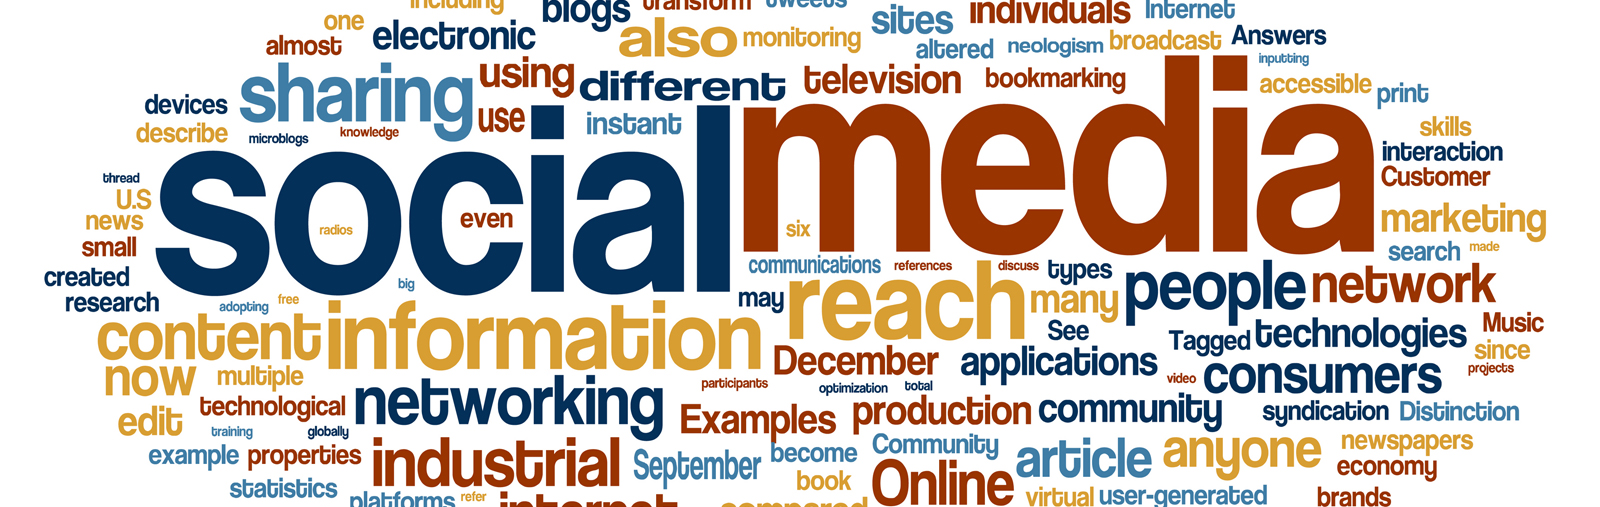 including
blogs
transform
tweets
sites
individuals
Internet
one
almost
electronic
also
monitoring
altered
neologism
broadcast
Answers
inputting
sharing
using
different
television
bookmarking
accessible
print
devices
describe
microblogs
knowledge
use
instant
skills
interaction
Customer
thread
U.S
news
small
created
research
social
media
radios
even
six
marketing
search
made
communications
references
discuss
types
people
network
big
adopting
free
may
reach
many
See
Tagged
technologies
Music
since
projects
content
information
December
applications
video
consumers
now
multiple
participants
optimization
total
edit
technological
networking
Examples
production
community
syndication
Distinction
training
globally
example
properties
industrial
September
become
Community
article
anyone
newspapers
economy
book
Online
statistics
platforms
refer
internet
compared
virtual
user-generated
brands